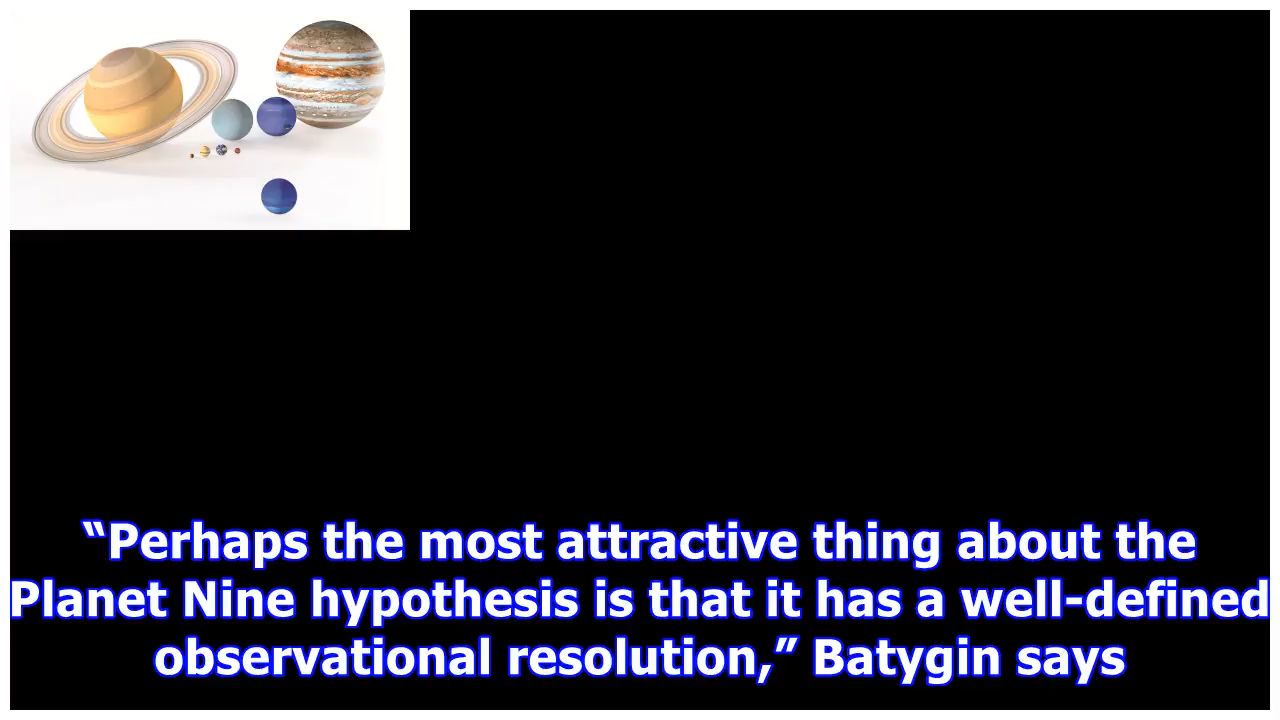 “Perhaps the most attractive thing about the
Planet Nine hypothesis is that it has a well-defined
observational resolution,” Batygin says